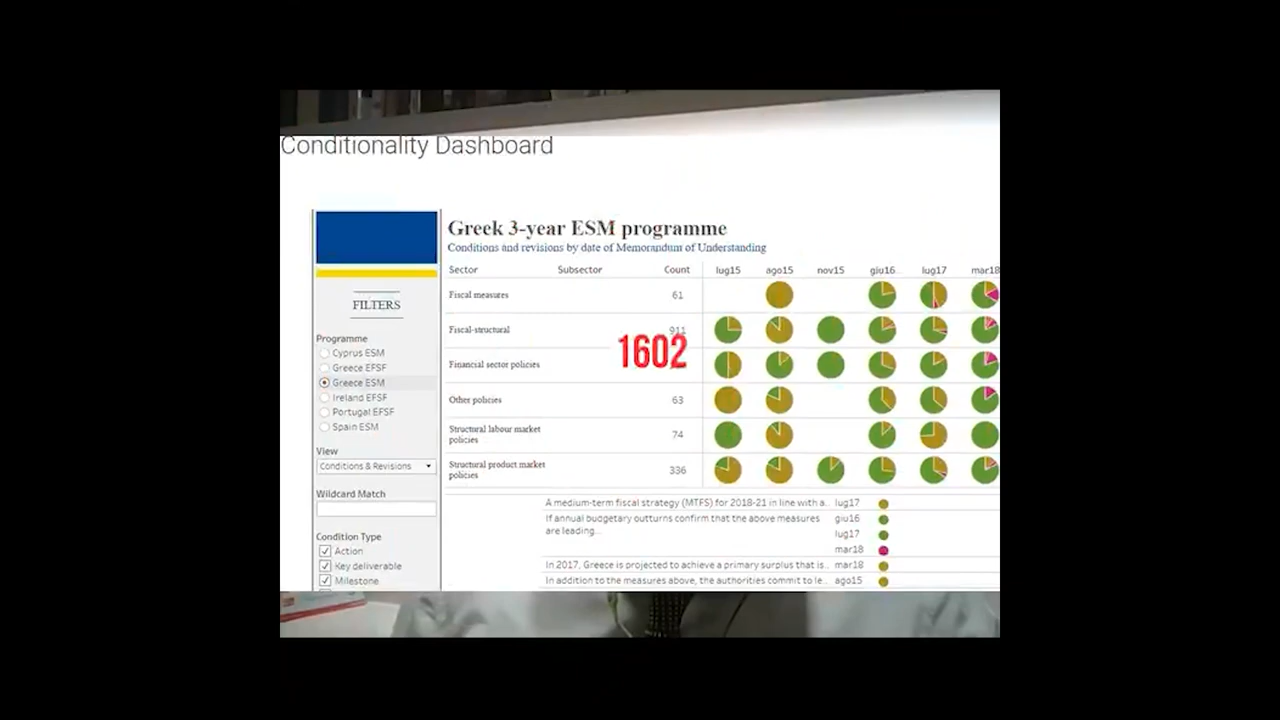 Conditionality Dashboard
Greek 3-year ESM programme
Conditions and revisions by date of Memorandum of Understanding
Sector Subsector Count lug15 ago15 nov15 giu16 lug17 mar18
Fiscal measures 61
Fiscal-structural 911
1602
Financial sector policies
Other policies 63
Structural labour market
policies 74
Structural product market
policies 336
FILTERS
Programme
Cyprus ESM
Greece EFSF
Greece ESM
Ireland EFSF
Portugal EFSF
Spain ESM
View
Conditions & Revisions
Wildcard Match
Condition Type
Action
Key deliverable
Milestone
A medium-term fiscal strategy (MTFS) for 2018-21 in line with a.. lug17
If annual budgetary outturns confirm that the above measures giu16
are leading...
lug17
mar18
In 2017, Greece is projected to achieve a primary surplus that is.. mar18
In addition to the measures above, the authorities commit to le.. ago15